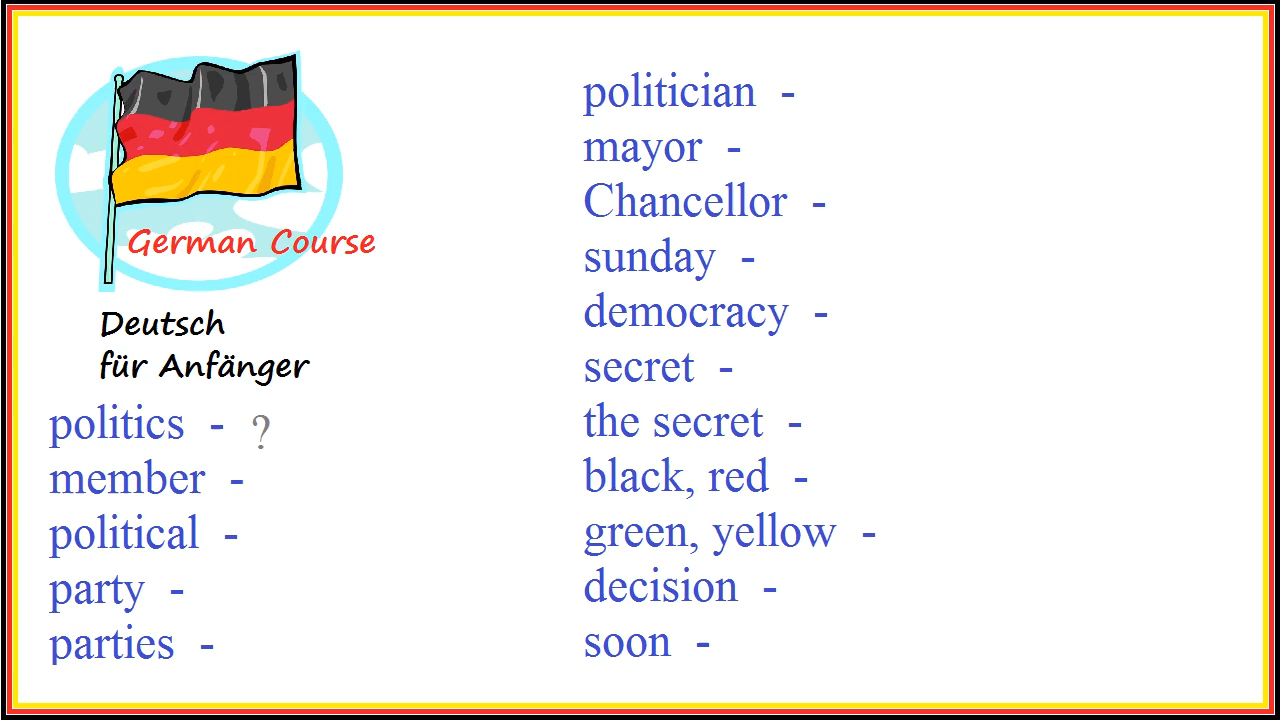 German Course
Deutsch
für Anfänger
politics - ?
member -
political -
party -
parties -
politician -
mayor -
Chancellor -
sunday -
democracy -
secret -
the secret -
black, red -
green, yellow -
decision -
soon -